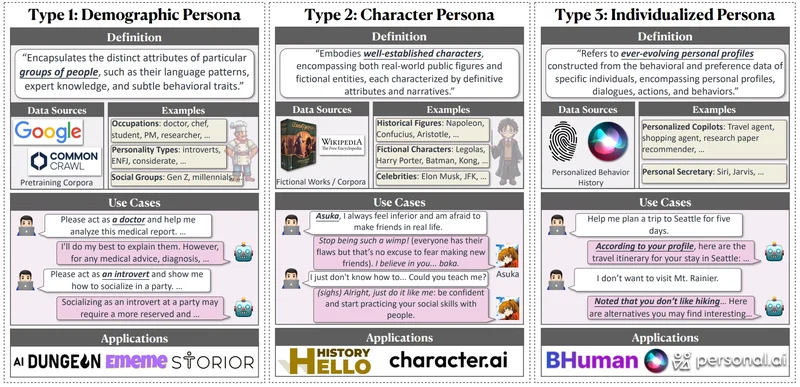 Type 1: Demographic Persona
Definition
“Encapsulates the distinct attributes of particular
groups of people, such as their language patterns,
expert knowledge, and subtle behavioral traits.”
Data Sources
Google
COMMON
CRAWL
Pretraining Corpora
Examples
Occupations: doctor, chef,
student, PM, researcher, ...
Personality Types: introverts,
ENFJ, considerate, ...
Social Groups: Gen Z, millennials,
Use Cases
Please act as a doctor and help me
analyze this medical report. ...
I'll do my best to explain them. However,
for any medical advice, diagnosis, ...
Please act as an introvert and show me
how to socialize in a party. ...
Socializing as an introvert at a party may
require a more reserved and ...
Applications
AI DUNGEON Ememe STORIOR
Type 2: Character Persona
Definition
“Embodies well-established characters,
encompassing both real-world public figures and
fictional entities, each characterized by definitive
attributes and narratives.”
Data Sources
WIKIPEDIA
The Free Encyclopedia
Fictional Works / Corpora
Examples
Historical Figures: Napoleon,
Confucius, Aristotle, ...
Fictional Characters: Legolas,
Harry Porter, Batman, Kong, ...
Celebrities: Elon Musk, JFK, ...
Use Cases
Asuka, I always feel inferior and am afraid to
make friends in real life.
Stop being such a wimp! (everyone has their
flaws but that's no excuse to fear making new
friends). I believe in you... baka.
Asuka
I just don't know how to... Could you teach me?
(sighs) Alright, just do it like me: be confident
and start practicing your social skills with
people.
Applications
HISTORY
HELLO
character.ai
Type 3: Individualized Persona
Definition
“Refers to ever-evolving personal profiles
constructed from the behavioral and preference data of
specific individuals, encompassing personal profiles,
dialogues, actions, and behaviors.”
Data Sources
Personalized Behavior
History
Examples
Personalized Copilots: Travel agent,
shopping agent, research paper
recommender, ...
Personal Secretary: Siri, Jarvis, ...
Use Cases
Help me plan a trip to Seattle for five
days.
According to your profile, here are the
travel itinerary for your stay in Seattle: ...
I don't want to visit Mt. Rainier.
Noted that you don't like hiking... Here
are alternatives you may find interesting...
Applications
BHuman personal.ai